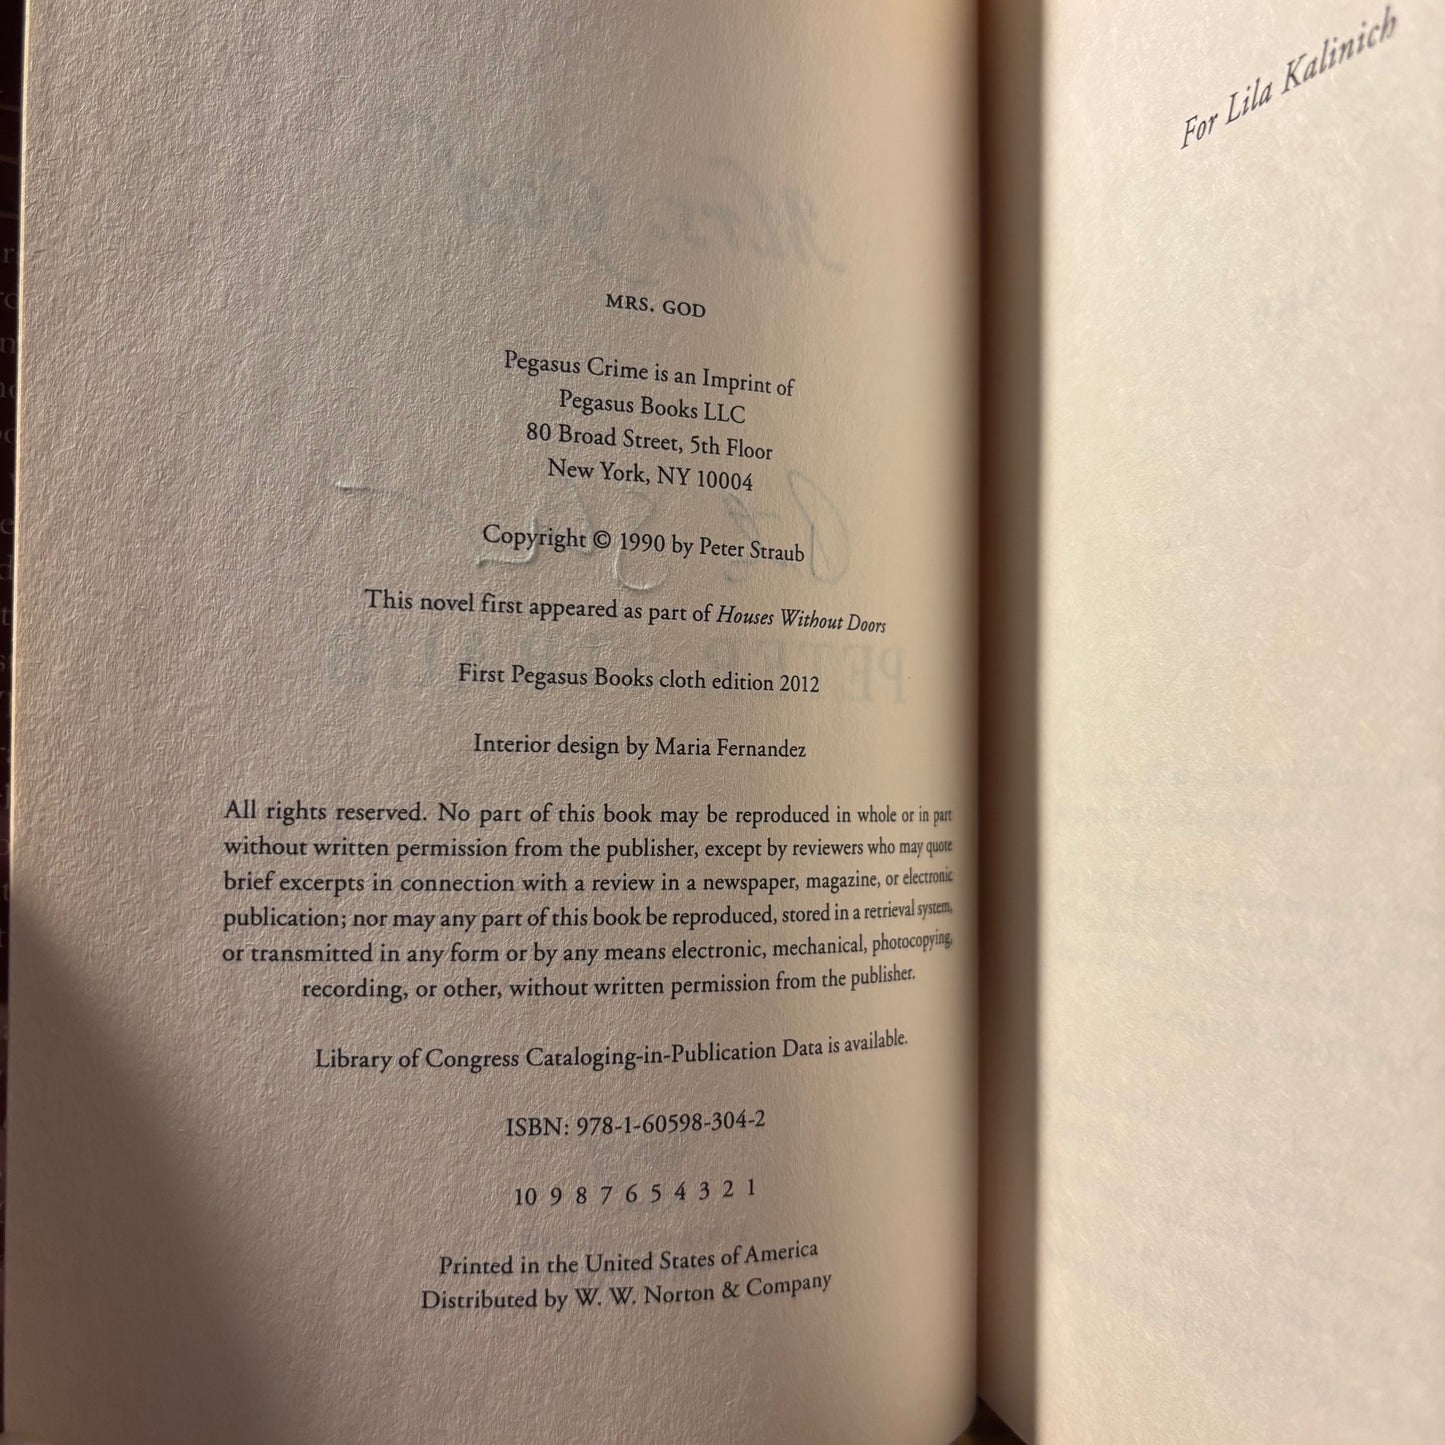 MRS. GOD
Pegasus Crime is an Imprint of
Pegasus Books LLC
80 Broad Street, 5th Floor
New York, NY 10004
Copyright © 1990 by Peter Straub
This novel first appeared as part of Houses Without Doors
First Pegasus Books cloth edition 2012
Interior design by Maria Fernandez
All rights reserved. No part of this book may be reproduced in whole or in part
without written permission from the publisher, except by reviewers who may quote
brief excerpts in connection with a review in a newspaper, magazine, or electronic
publication; nor may any part of this book be reproduced, stored in a retrieval system,
or transmitted in any form or by any means electronic, mechanical, photocopying,
recording, or other, without written permission from the publisher.
Library of Congress Cataloging-in-Publication Data is available.
ISBN: 978-1-60598-304-2
10 9 8 7 6 5 4 3 2 1
Printed in the United States of America
Distributed by W. W. Norton & Company
For Lila Kalinich